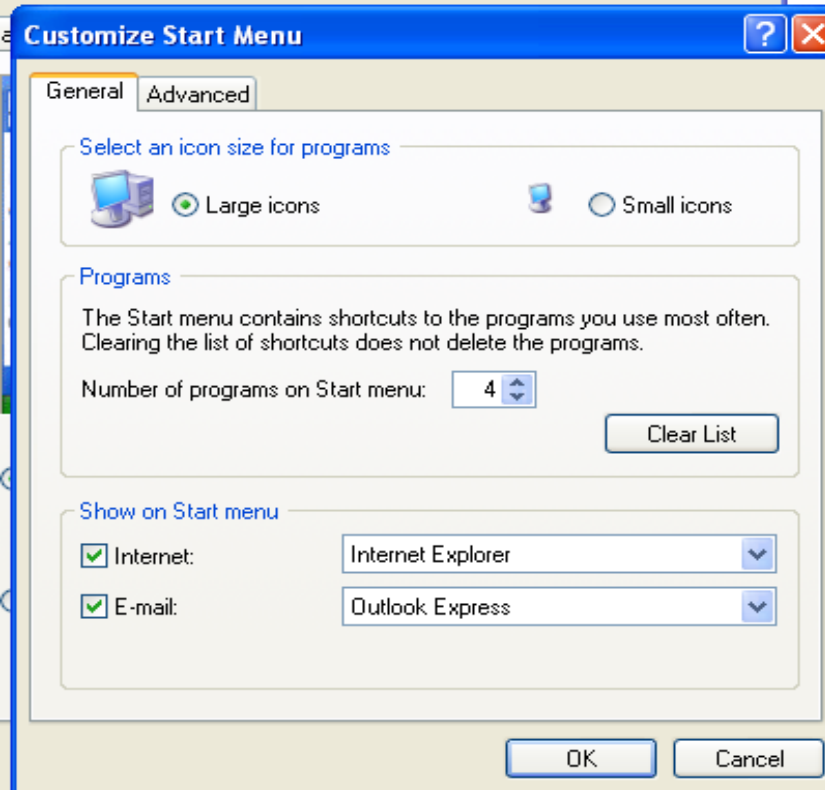 Customize Start Menu
General
Advanced
Select an icon size for programs
Large icons
Small icons
Programs
The Start menu contains shortcuts to the programs you use most often.
Clearing the list of shortcuts does not delete the programs.
Number of programs on Start menu: 4
Clear List
Show on Start menu
Internet: Internet Explorer
E-mail: Outlook Express
OK
Cancel